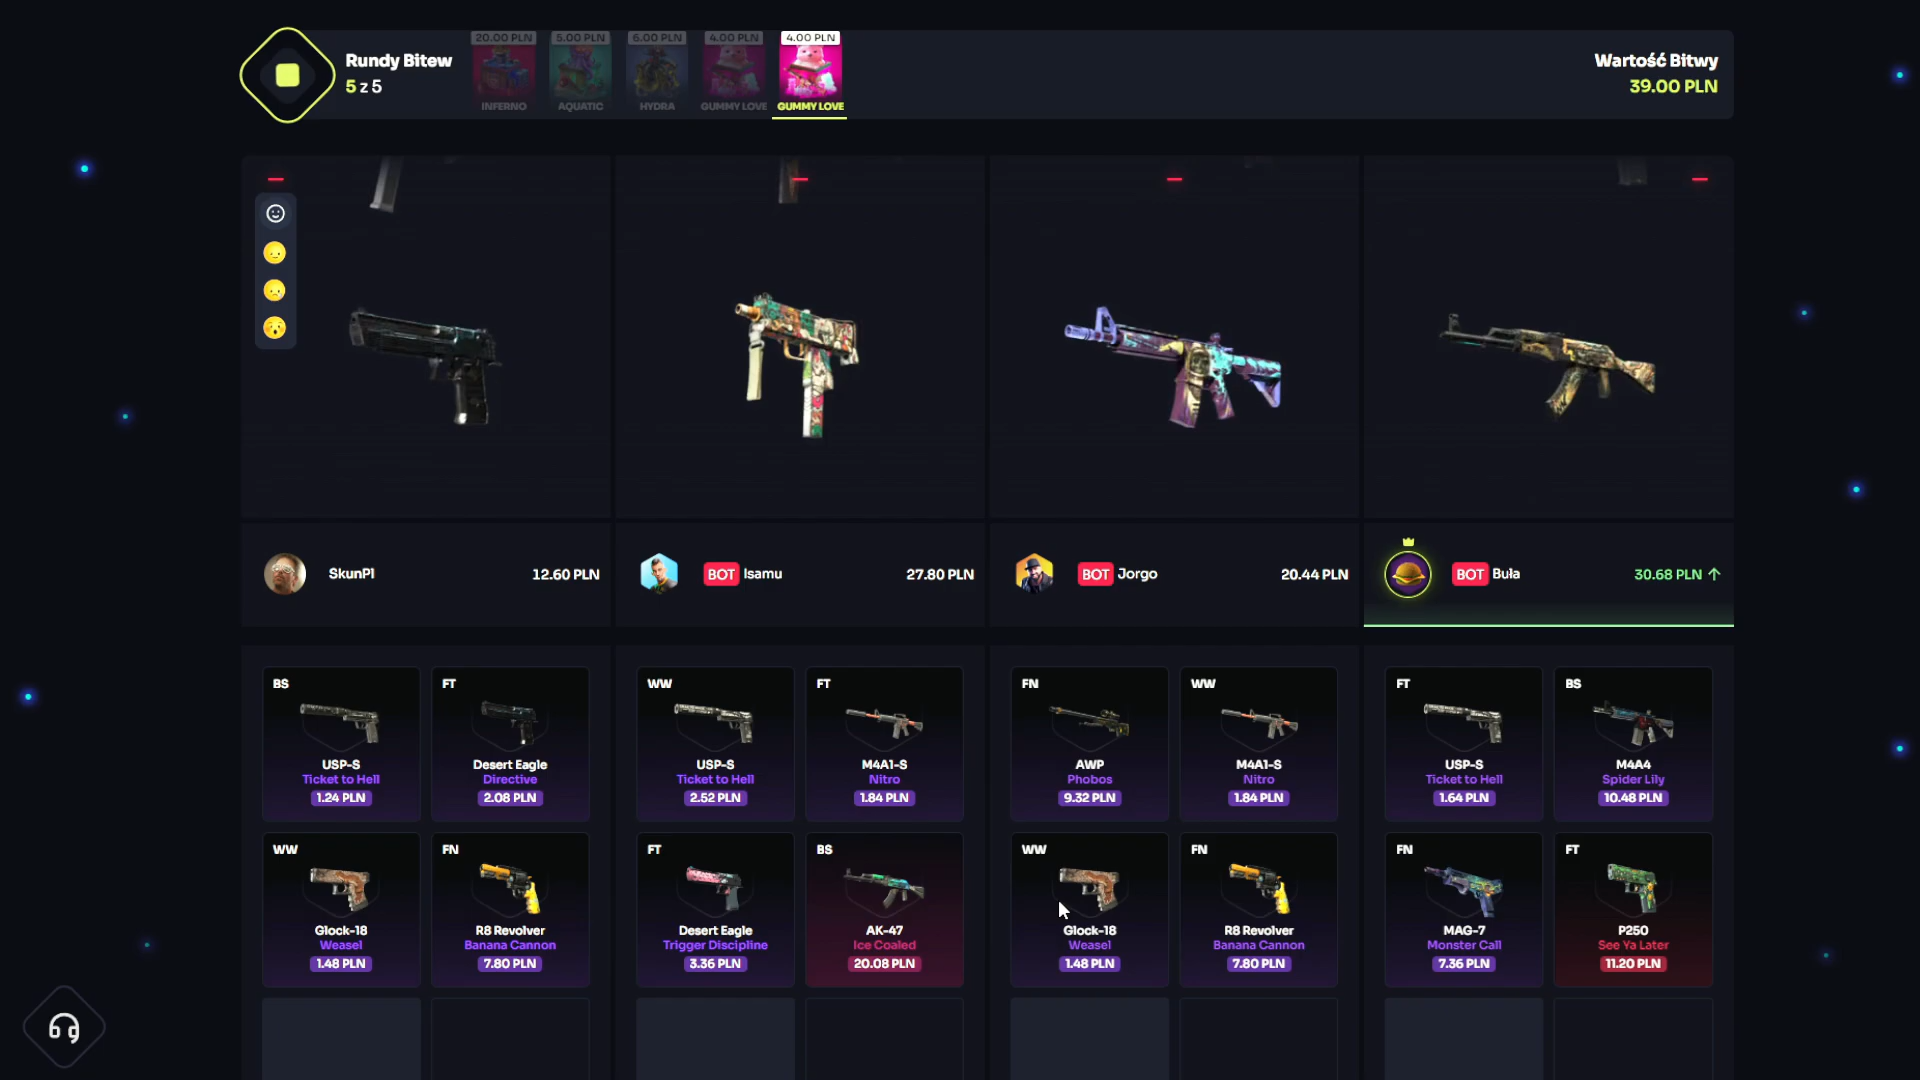 Rundy Bitew
5 z 5
20.00 PLN
INFERNO
5.00 PLN
AQUATIC
6.00 PLN
HYDRA
4.00 PLN
GUMMY LOVE
4.00 PLN
GUMMY LOVE
Wartość Bitwy
39.00 PLN
SkunPl
12.60 PLN
BOT Isamu
27.80 PLN
BOT Jorgo
20.44 PLN
BOT Buła
30.68 PLN
BS
USP-S
Ticket to Hell
1.24 PLN
FT
Desert Eagle
Directive
2.08 PLN
WW
USP-S
Ticket to Hell
2.52 PLN
FT
M4A1-S
Nitro
1.84 PLN
FN
AWP
Phobos
9.32 PLN
WW
M4A1-S
Nitro
1.84 PLN
FT
USP-S
Ticket to Hell
1.64 PLN
BS
M4A4
Spider Lily
10.48 PLN
WW
Glock-18
Weasel
1.48 PLN
FN
R8 Revolver
Banana Cannon
7.80 PLN
FT
Desert Eagle
Trigger Discipline
3.36 PLN
BS
AK-47
Ice Coaled
20.08 PLN
WW
Glock-18
Weasel
1.48 PLN
FN
R8 Revolver
Banana Cannon
7.80 PLN
FN
MAG-7
Monster Call
7.36 PLN
FT
P250
See Ya Later
11.20 PLN